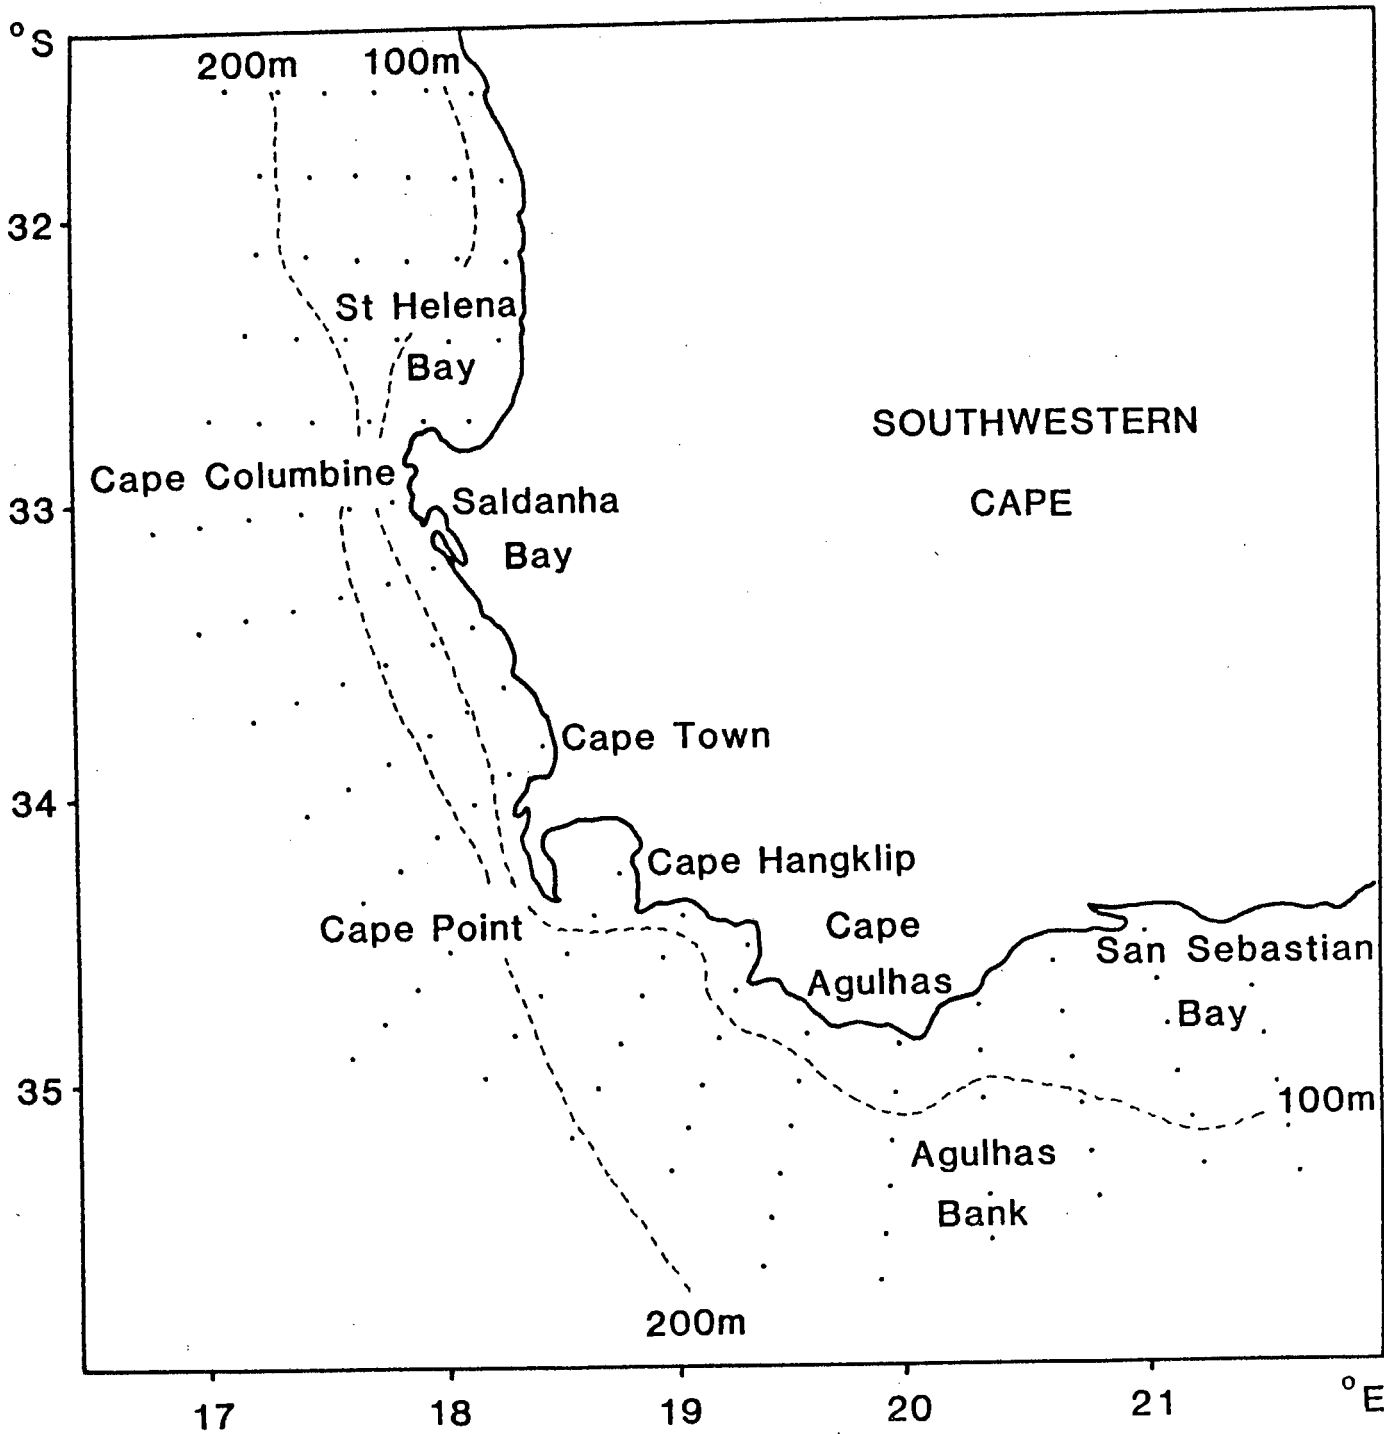 °S
200m 100m
32
St Helena
Bay
SOUTHWESTERN
CAPE
Cape Columbine
33
Saldanha
Bay
Cape Town
34
Cape Hangklip
Cape Point
Cape
Agulhas
San Sebastian
Bay
35
100m
Agulhas
Bank
200m
17 18 19 20 21 °E